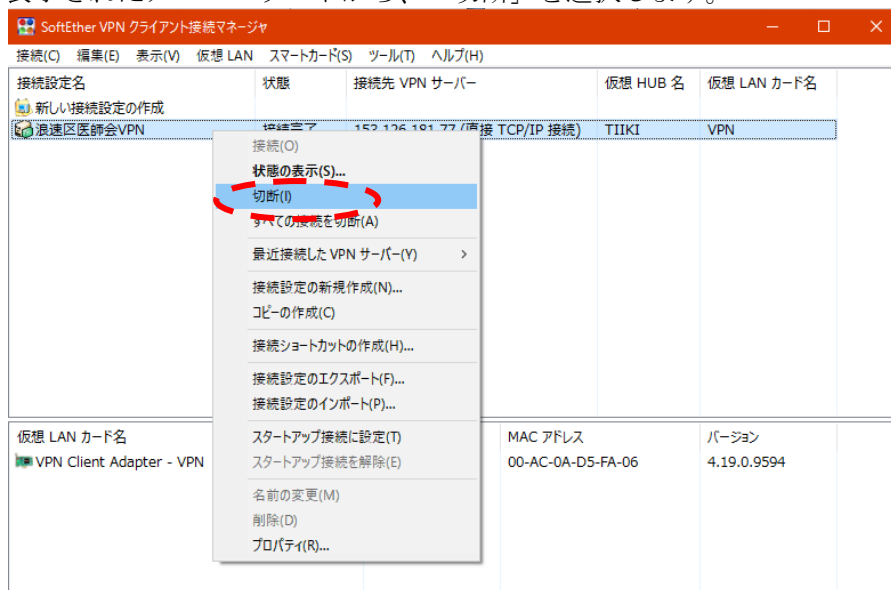 SoftEther VPN クライアント接続マネージャ
接続(C) 編集(E) 表示(V) 仮想 LAN スマートカード(S) ツール(T) ヘルプ(H)
接続設定名 状態 接続先 VPN サーバー 仮想 HUB 名 仮想 LAN カード名
新しい接続設定の作成
浪速区医師会VPN 接続完了 153.126.181.77 (直接 TCP/IP 接続) TIIKI VPN
接続(O)
状態の表示(S)...
切断(I)
すべての接続を切断(A)
最近接続した VPN サーバー(Y)
接続設定の新規作成(N)...
コピーの作成(C)
接続ショートカットの作成(H)...
接続設定のエクスポート(F)...
接続設定のインポート(P)...
スタートアップ接続に設定(T)
スタートアップ接続を解除(E)
名前の変更(M)
削除(D)
プロパティ(R)...
仮想 LAN カード名 MAC アドレス バージョン
VPN Client Adapter - VPN 00-AC-0A-D5-FA-06 4.19.0.9594